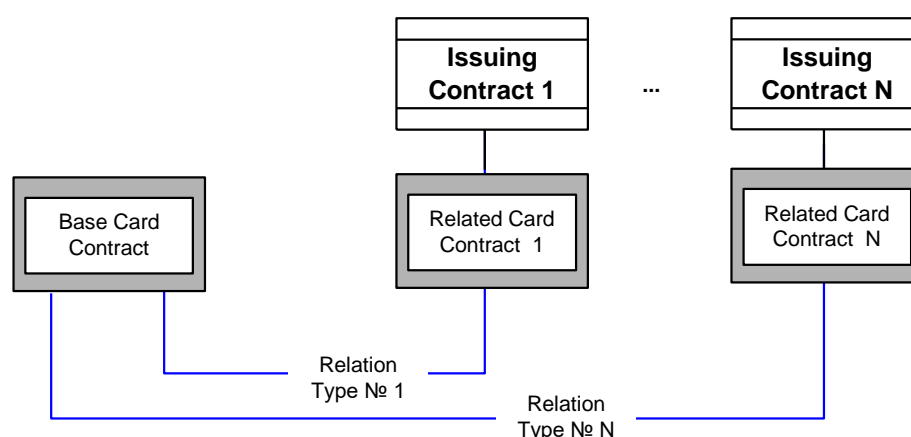 Issuing
Contract 1
...
Issuing
Contract N
Base Card
Contract
Related Card
Contract 1
Related Card
Contract N
Relation
Type № 1
Relation
Type № N